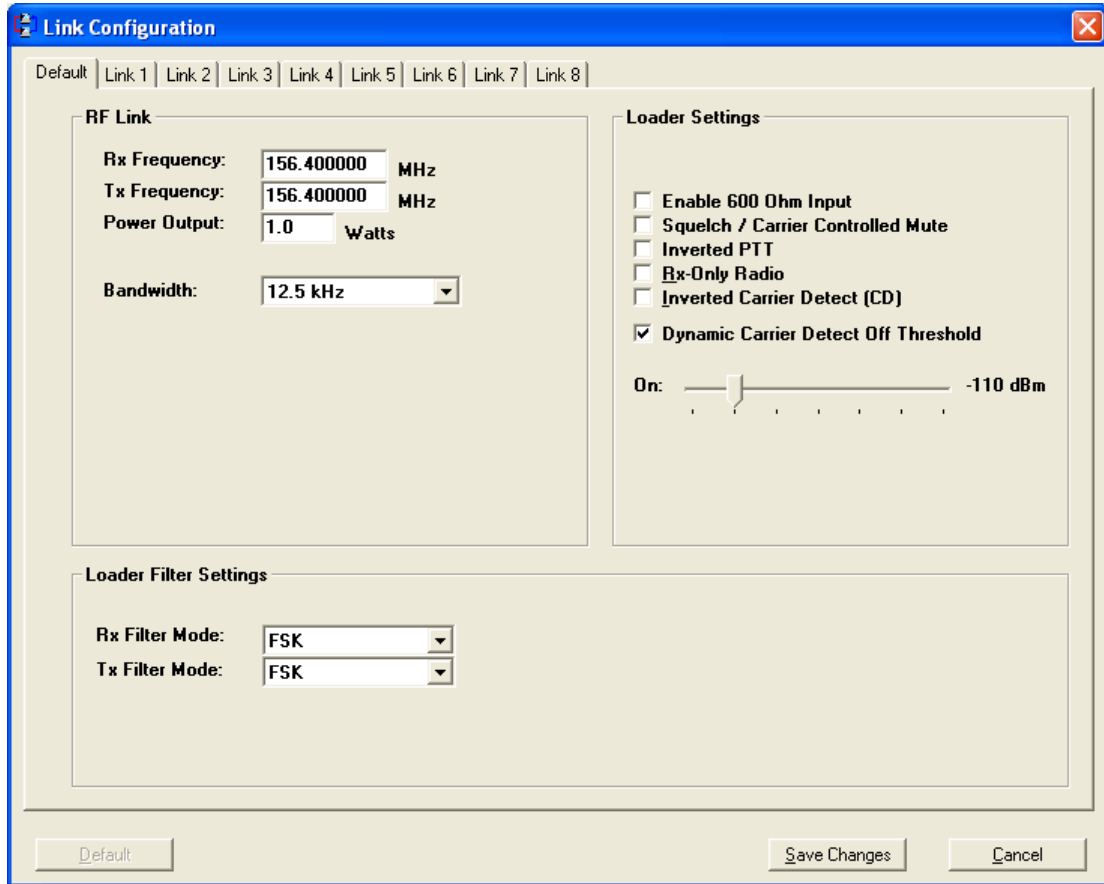 Link Configuration
Default Link 1 Link 2 Link 3 Link 4 Link 5 Link 6 Link 7 Link 8
RF Link
Rx Frequency: 156.400000 MHz
Tx Frequency: 156.400000 MHz
Power Output: 1.0 Watts
Bandwidth: 12.5 kHz
Loader Settings
Enable 600 Ohm Input
Squelch / Carrier Controlled Mute
Inverted PTT
Rx-Only Radio
Inverted Carrier Detect (CD)
Dynamic Carrier Detect Off Threshold
On: -110 dBm
Loader Filter Settings
Rx Filter Mode: FSK
Tx Filter Mode: FSK
Default Save Changes Cancel